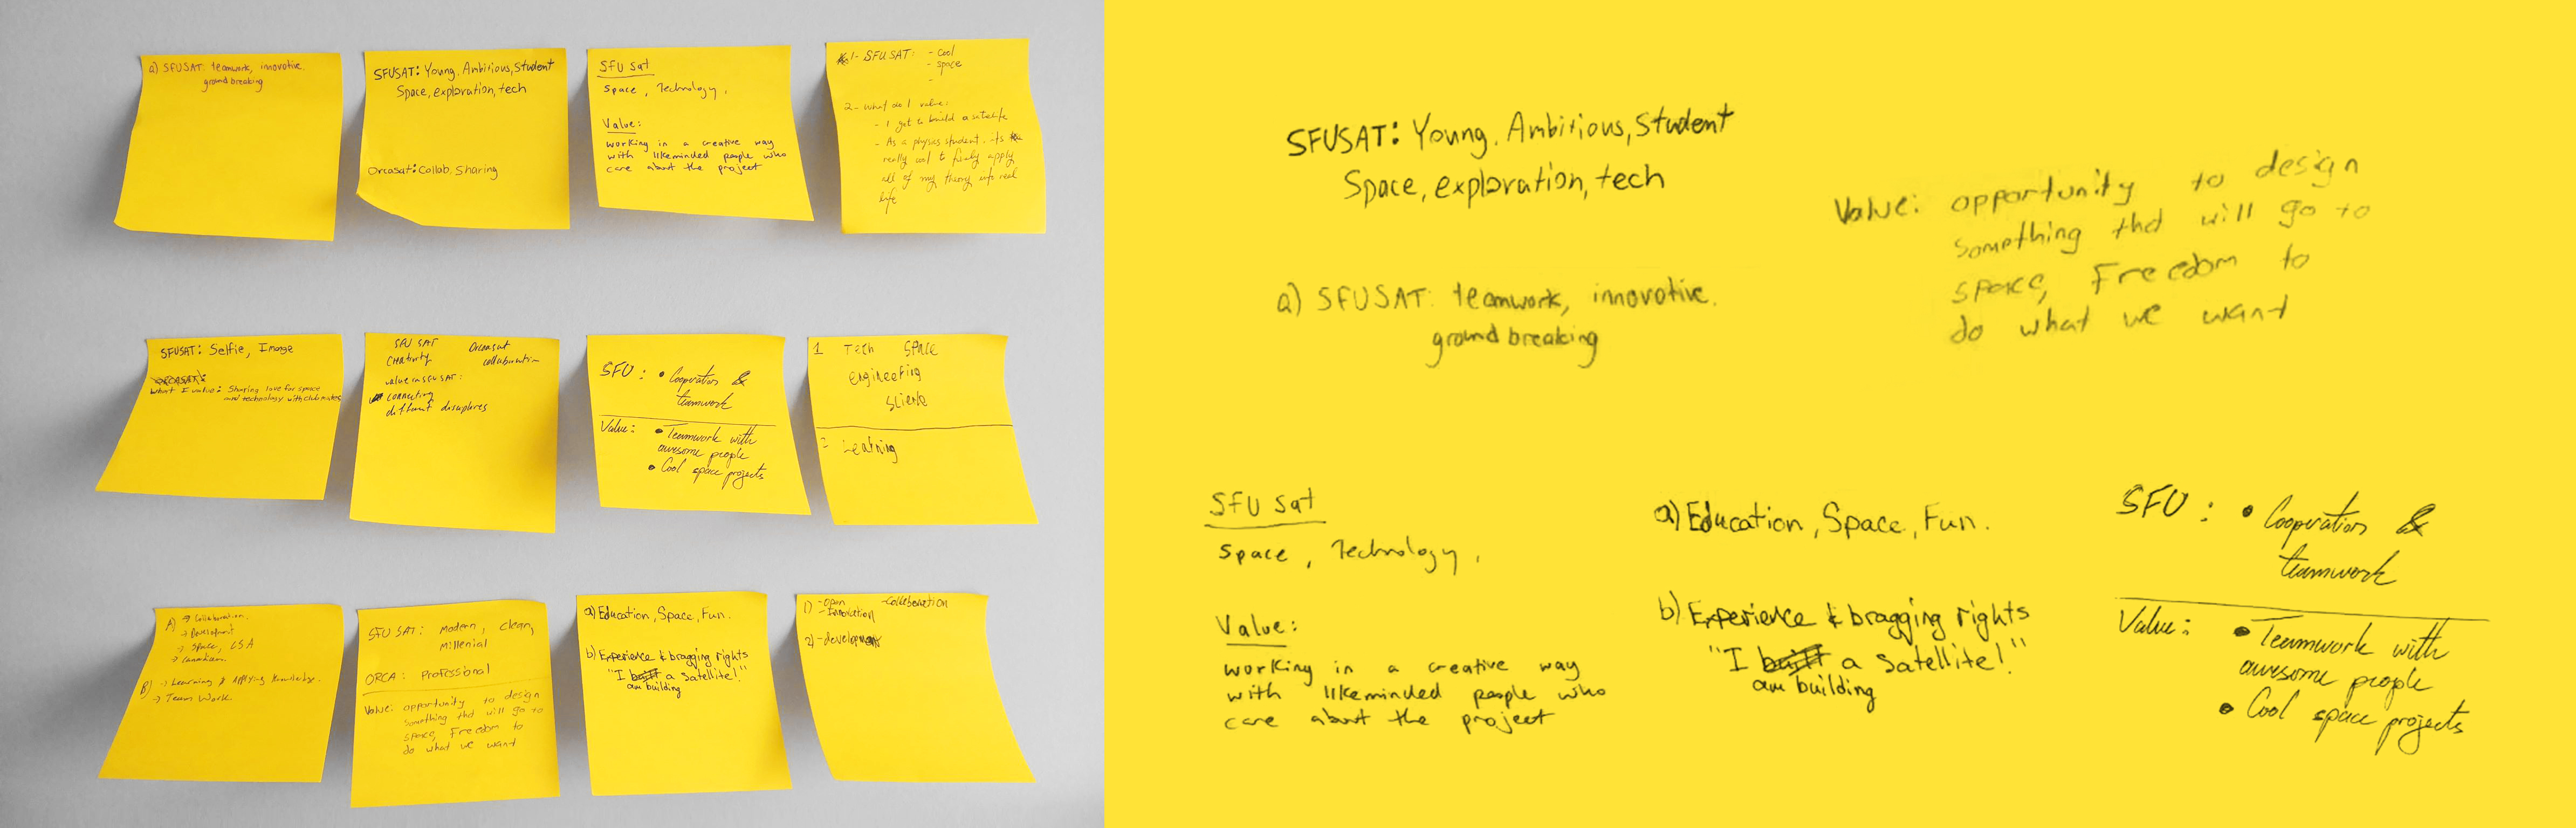 a) SFUSAT: teamwork, innovative.
ground breaking
SFUSAT: Young, Ambitious, Student
Space, exploration, tech
Orcasat: Collab, Sharing
SFU Sat
Space, Technology,
Value:
working in a creative way
with likeminded people who
care about the project
1- SFUSAT: - cool
- space
-
2- what do I value:
- I get to build a satellite
- As a physics student, its
really cool to finally apply
all of my theory into real
life
SFUSAT: Selfie, Image
ORCASAT:
What I value: Sharing love for space
and technology with clubmates
SFU SAT
Creativity
Orcasat
collaboration
value in SFUSAT:
connecting
different disciplines
SFU: • Cooperation &
teamwork
Value: • Teamwork with
awesome people
• Cool space projects
1 Tech Space
Engineering
Science
2 Learning
A) → Collaboration.
→ Development
→ Space, CSA
→
B) → Learning & Applying Knowledge.
→ Team Work.
SFU SAT: Modern, clean,
Millenial
ORCA: Professional
Value: opportunity to design
something that will go to
space, Freedom to
do what we want
a) Education, Space, Fun.
b) Experience & bragging rights
"I built a satellite!"
am building
1) - open - Collaboration
- Innovation
2) - development
SFUSAT: Young, Ambitious, Student
Space, exploration, tech
Value: opportunity to design
something that will go to
space, Freedom to
do what we want
a) SFUSAT: teamwork, innovative.
ground breaking
SFU Sat
Space, Technology,
Value:
working in a creative way
with likeminded people who
care about the project
a) Education, Space, Fun.
b) Experience & bragging rights
"I built a satellite!"
am building
SFU: • Cooperation &
teamwork
Value: • Teamwork with
awesome people
• Cool space projects